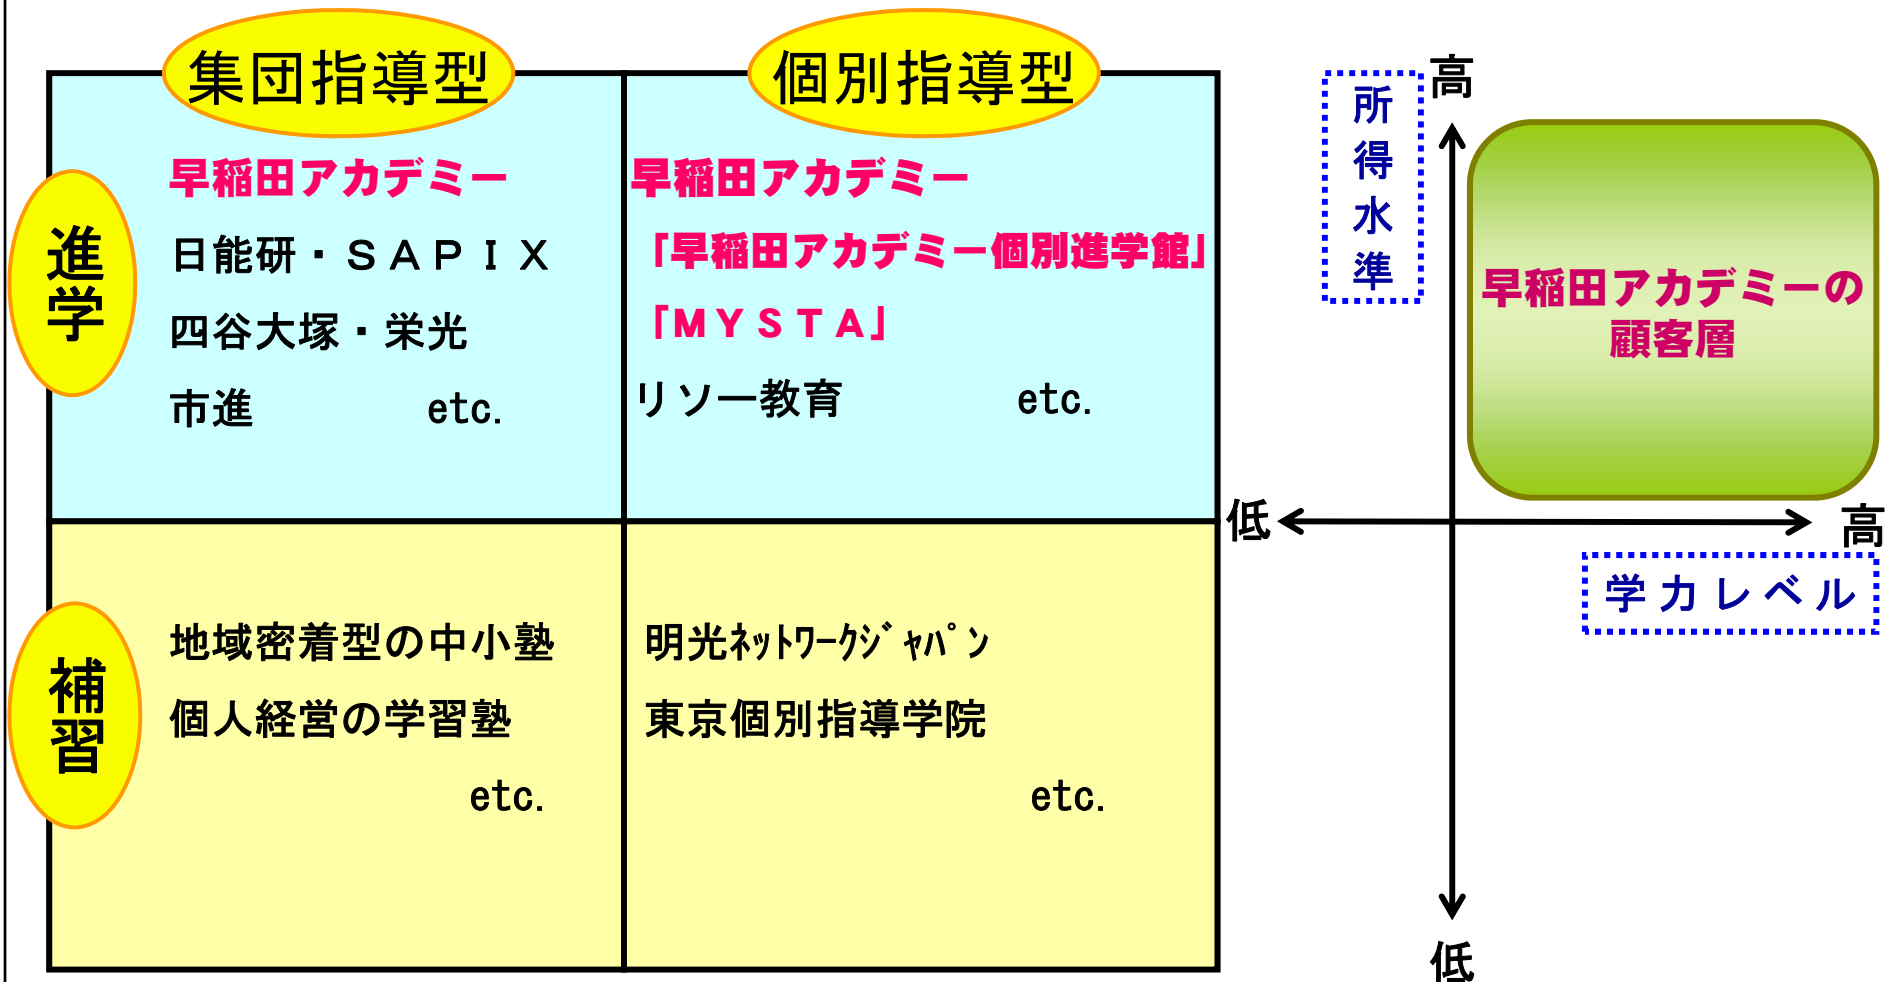 集団指導型
個別指導型
進学
早稲田アカデミー
日能研・ＳＡＰＩＸ
四谷大塚・栄光
市進　etc.
早稲田アカデミー
「早稲田アカデミー個別進学館」
「ＭＹＳＴＡ」
リソー教育　etc.
補習
地域密着型の中小塾
個人経営の学習塾
etc.
明光ﾈｯﾄﾜｰｸｼﾞｬﾊﾟﾝ
東京個別指導学院
etc.
高
所得水準
早稲田アカデミーの
顧客層
低
高
学力レベル
低